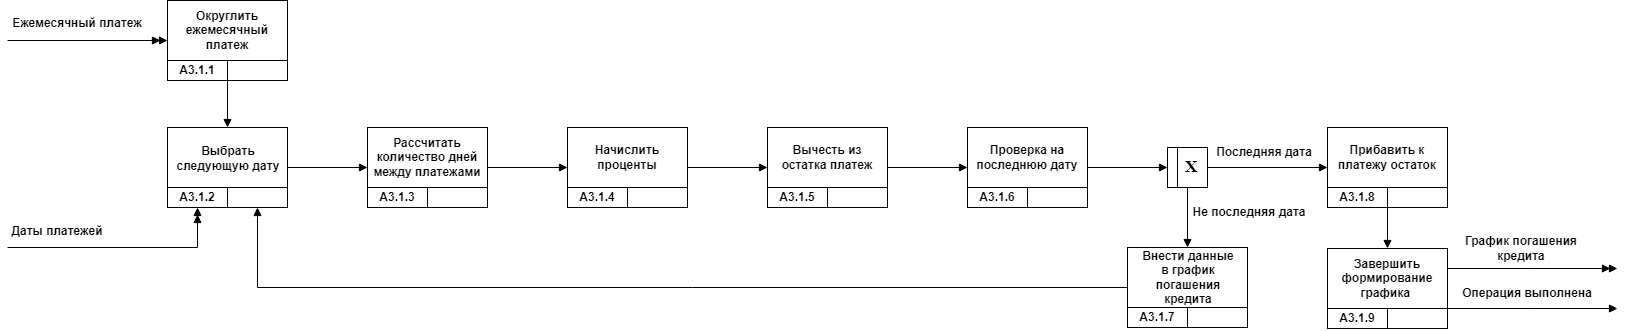 Ежемесячный платеж
Округлить
ежемесячный
платеж
А3.1.1
Выбрать
следующую дату
А3.1.2
Рассчитать
количество дней
между платежами
А3.1.3
Начислить
проценты
А3.1.4
Вычесть из
остатка платеж
А3.1.5
Проверка на
последнюю дату
А3.1.6
X
Последняя дата
Прибавить к
платежу остаток
А3.1.8
Даты платежей
Не последняя дата
Внести данные
в график
погашения
кредита
А3.1.7
Завершить
формирование
графика
А3.1.9
График погашения
кредита
Операция выполнена